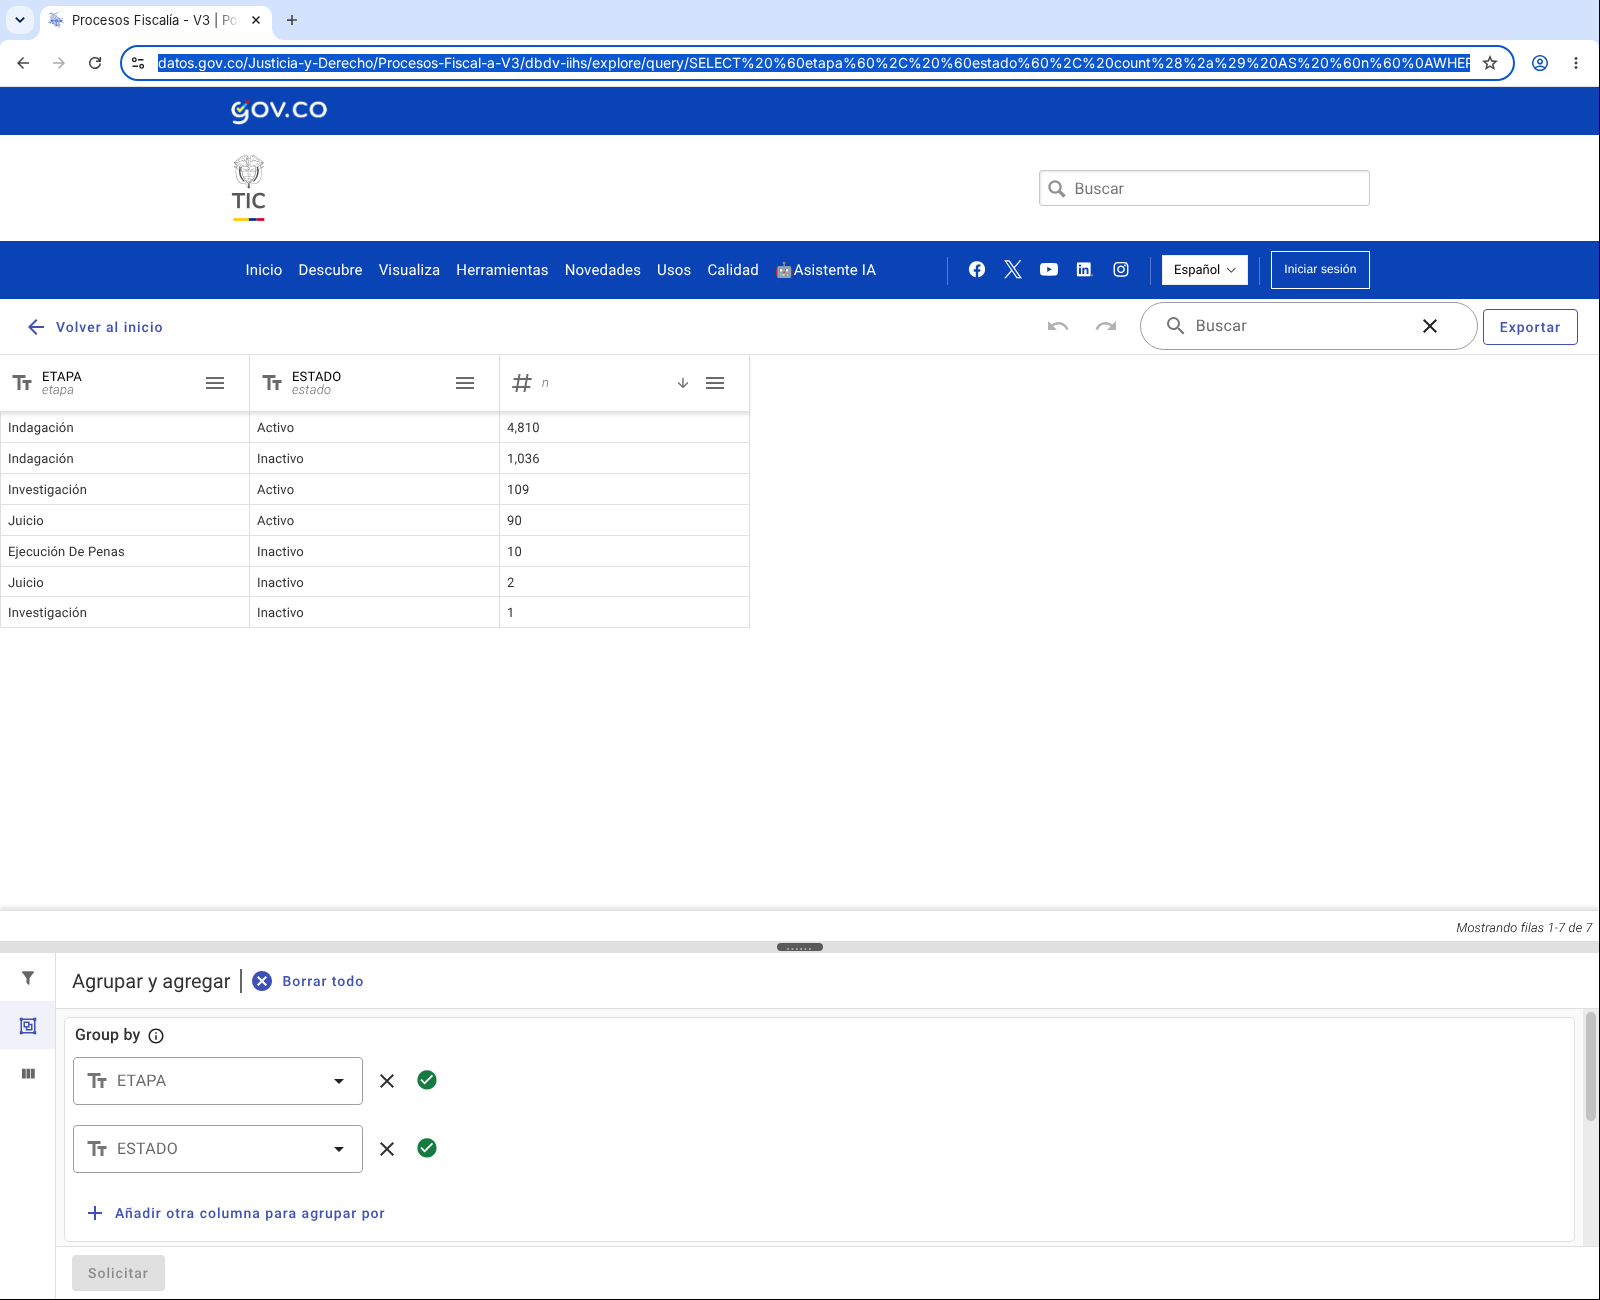 Procesos Fiscalía - V3 | Po
datos.gov.co/Justicia-y-Derecho/Procesos-Fiscal-a-V3/dbdv-iihs/explore/query/SELECT%20%60etapa%60%2C%20%60estado%60%2C%20count%28%2a%29%20AS%20%60n%60%0AWHER
gov.co
TIC
Buscar
Inicio Descubre Visualiza Herramientas Novedades Usos Calidad 🤖Asistente IA Español Iniciar sesión
Volver al inicio Buscar Exportar
ETAPA ESTADO
etapa estado n
Indagación Activo 4,810
Indagación Inactivo 1,036
Investigación Activo 109
Juicio Activo 90
Ejecución De Penas Inactivo 10
Juicio Inactivo 2
Investigación Inactivo 1
Mostrando filas 1-7 de 7
Agrupar y agregar | Borrar todo
Group by
ETAPA
ESTADO
Añadir otra columna para agrupar por
Solicitar